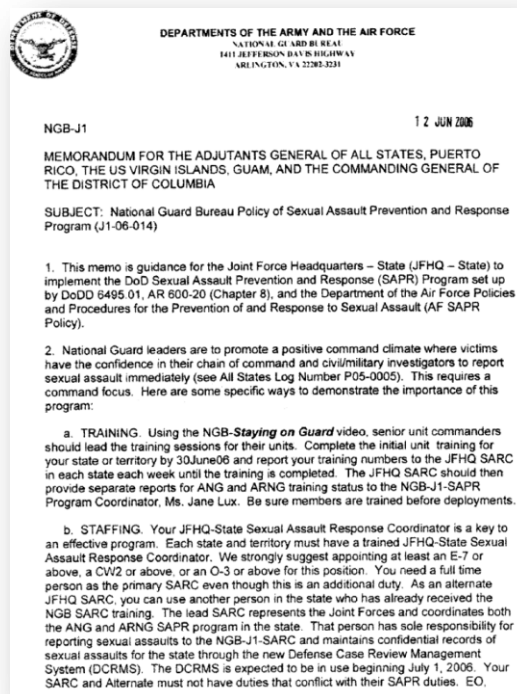 DEPARTMENTS OF THE ARMY AND THE AIR FORCE
NATIONAL GUARD BUREAU
1411 JEFFERSON DAVIS HIGHWAY
ARLINGTON, VA 22202-3231
12 JUN 2006
NGB-J1
MEMORANDUM FOR THE ADJUTANTS GENERAL OF ALL STATES, PUERTO
RICO, THE US VIRGIN ISLANDS, GUAM, AND THE COMMANDING GENERAL OF
THE DISTRICT OF COLUMBIA
SUBJECT: National Guard Bureau Policy of Sexual Assault Prevention and Response
Program (J1-06-014)
1. This memo is guidance for the Joint Force Headquarters – State (JFHQ – State) to
implement the DoD Sexual Assault Prevention and Response (SAPR) Program set up
by DoDD 6495.01, AR 600-20 (Chapter 8), and the Department of the Air Force Policies
and Procedures for the Prevention of and Response to Sexual Assault (AF SAPR
Policy).
2. National Guard leaders are to promote a positive command climate where victims
have the confidence in their chain of command and civil/military investigators to report
sexual assault immediately (see All States Log Number P05-0005). This requires a
command focus. Here are some specific ways to demonstrate the importance of this
program:
a. TRAINING. Using the NGB-Staying on Guard video, senior unit commanders
should lead the training sessions for their units. Complete the initial unit training for
your state or territory by 30June06 and report your training numbers to the JFHQ SARC
in each state each week until the training is completed. The JFHQ SARC should then
provide separate reports for ANG and ARNG training status to the NGB-J1-SAPR
Program Coordinator, Ms. Jane Lux. Be sure members are trained before deployments.
b. STAFFING. Your JFHQ-State Sexual Assault Response Coordinator is a key to
an effective program. Each state and territory must have a trained JFHQ-State Sexual
Assault Response Coordinator. We strongly suggest appointing at least an E-7 or
above, a CW2 or above, or an O-3 or above for this position. You need a full time
person as the primary SARC even though this is an additional duty. As an alternate
JFHQ SARC, you can use another person in the state who has already received the
NGB SARC training. The lead SARC represents the Joint Forces and coordinates both
the ANG and ARNG SAPR program in the state. That person has sole responsibility for
reporting sexual assaults to the NGB-J1-SARC and maintains confidential records of
sexual assaults for the state through the new Defense Case Review Management
System (DCRMS). The DCRMS is expected to be in use beginning July 1, 2006. Your
SARC and Alternate must not have duties that conflict with their SAPR duties. EO,